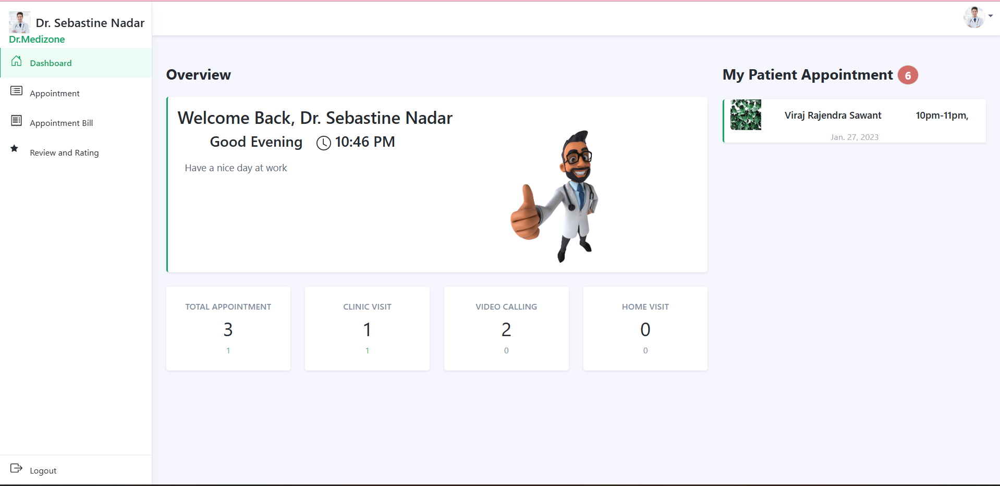 Dr. Sebastine Nadar
Dr.Medizone
Dashboard
Appointment
Appointment Bill
Review and Rating
Logout
Overview
Welcome Back, Dr. Sebastine Nadar
Good Evening 10:46 PM
Have a nice day at work
TOTAL APPOINTMENT
3
1
CLINIC VISIT
1
1
VIDEO CALLING
2
0
HOME VISIT
0
0
My Patient Appointment 6
Viraj Rajendra Sawant 10pm-11pm,
Jan. 27, 2023